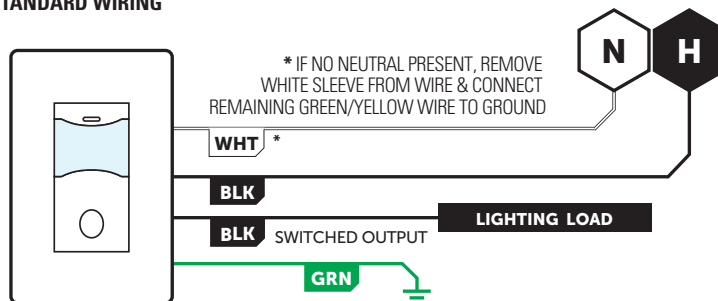 TANDARD WIRING
N H
* IF NO NEUTRAL PRESENT, REMOVE
WHITE SLEEVE FROM WIRE & CONNECT
REMAINING GREEN/YELLOW WIRE TO GROUND
WHT *
BLK
LIGHTING LOAD
BLK SWITCHED OUTPUT
GRN